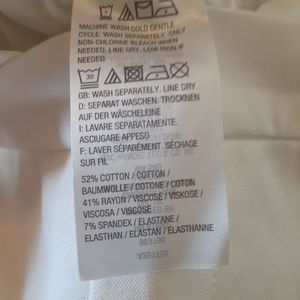 MACHINE WASH COLD GENTLE
CYCLE. WASH SEPARATELY. ONLY
NON-CHLORINE BLEACH WHEN
NEEDED. LINE DRY. LOW IRON IF
NEEDED
30
GB: WASH SEPARATELY. LINE DRY
D: SEPARAT WASCHEN. TROCKNEN
AUF DER WÄSCHELEINE
I: LAVARE SEPARATAMENTE.
ASCIUGARE APPESO
F: LAVER SÉPARÉMENT. SÉCHAGE
SUR FIL
52% COTTON / COTTON /
BAUMWOLLE / COTONE / COTON
41% RAYON / VISCOSE / VISKOSE /
VISCOSA / VISCOSE
7% SPANDEX / ELASTANE /
ELASTHAN / ELASTAN / ÉLASTHANNE